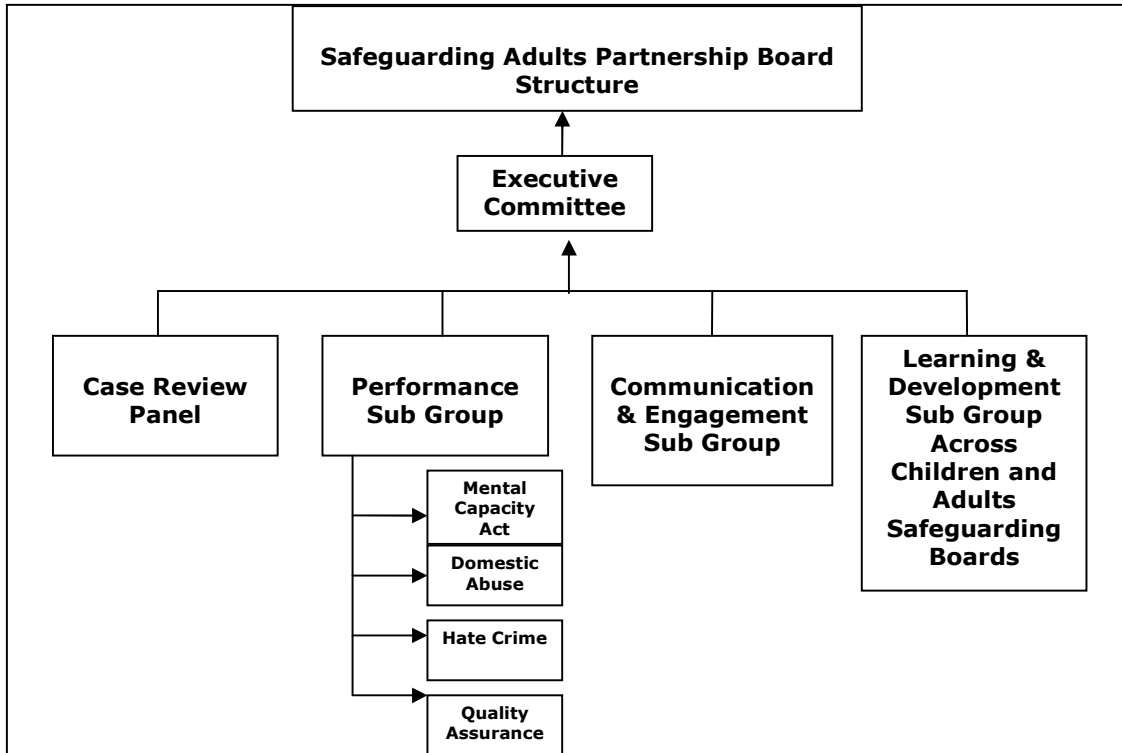 Safeguarding Adults Partnership Board
Structure
Executive
Committee
Case Review
Panel
Performance
Sub Group
Communication
& Engagement
Sub Group
Learning &
Development
Sub Group
Across
Children and
Adults
Safeguarding
Boards
Mental
Capacity
Act
Domestic
Abuse
Hate Crime
Quality
Assurance